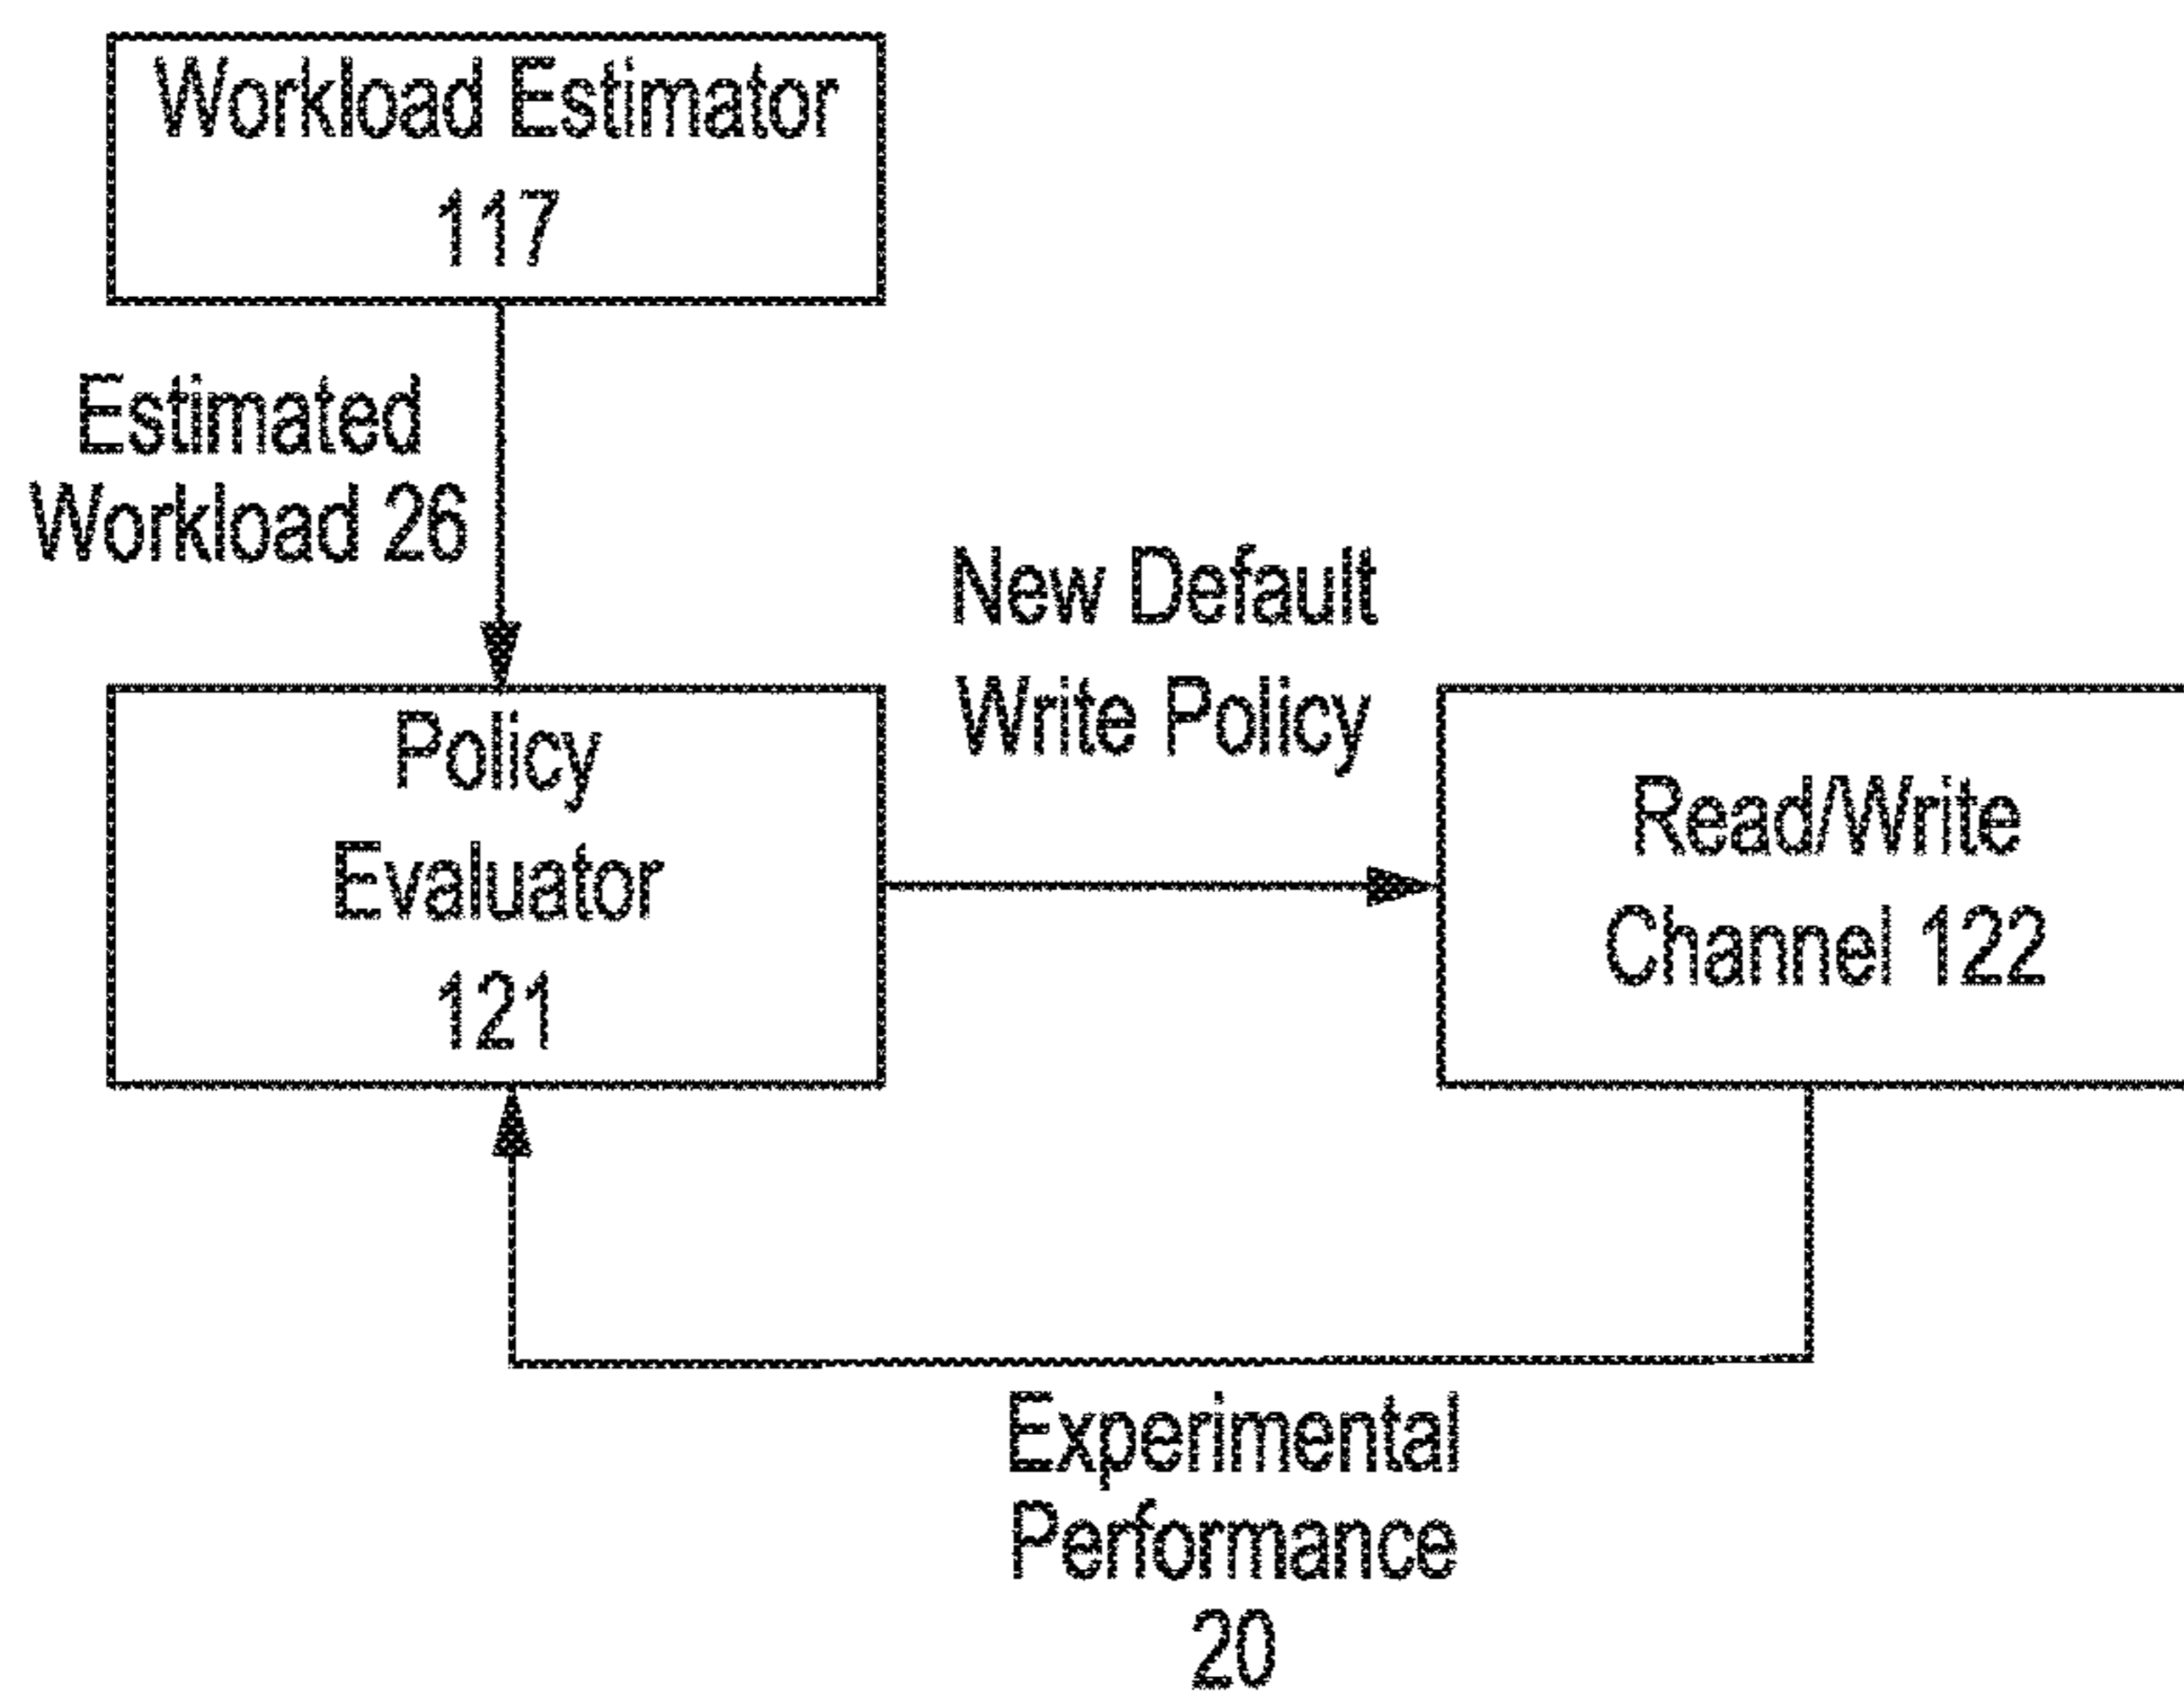 Workload Estimator
117
Estimated
Workload 26
New Default
Write Policy
Policy
Evaluator
121
Read/Write
Channel 122
Experimental
Performance
20